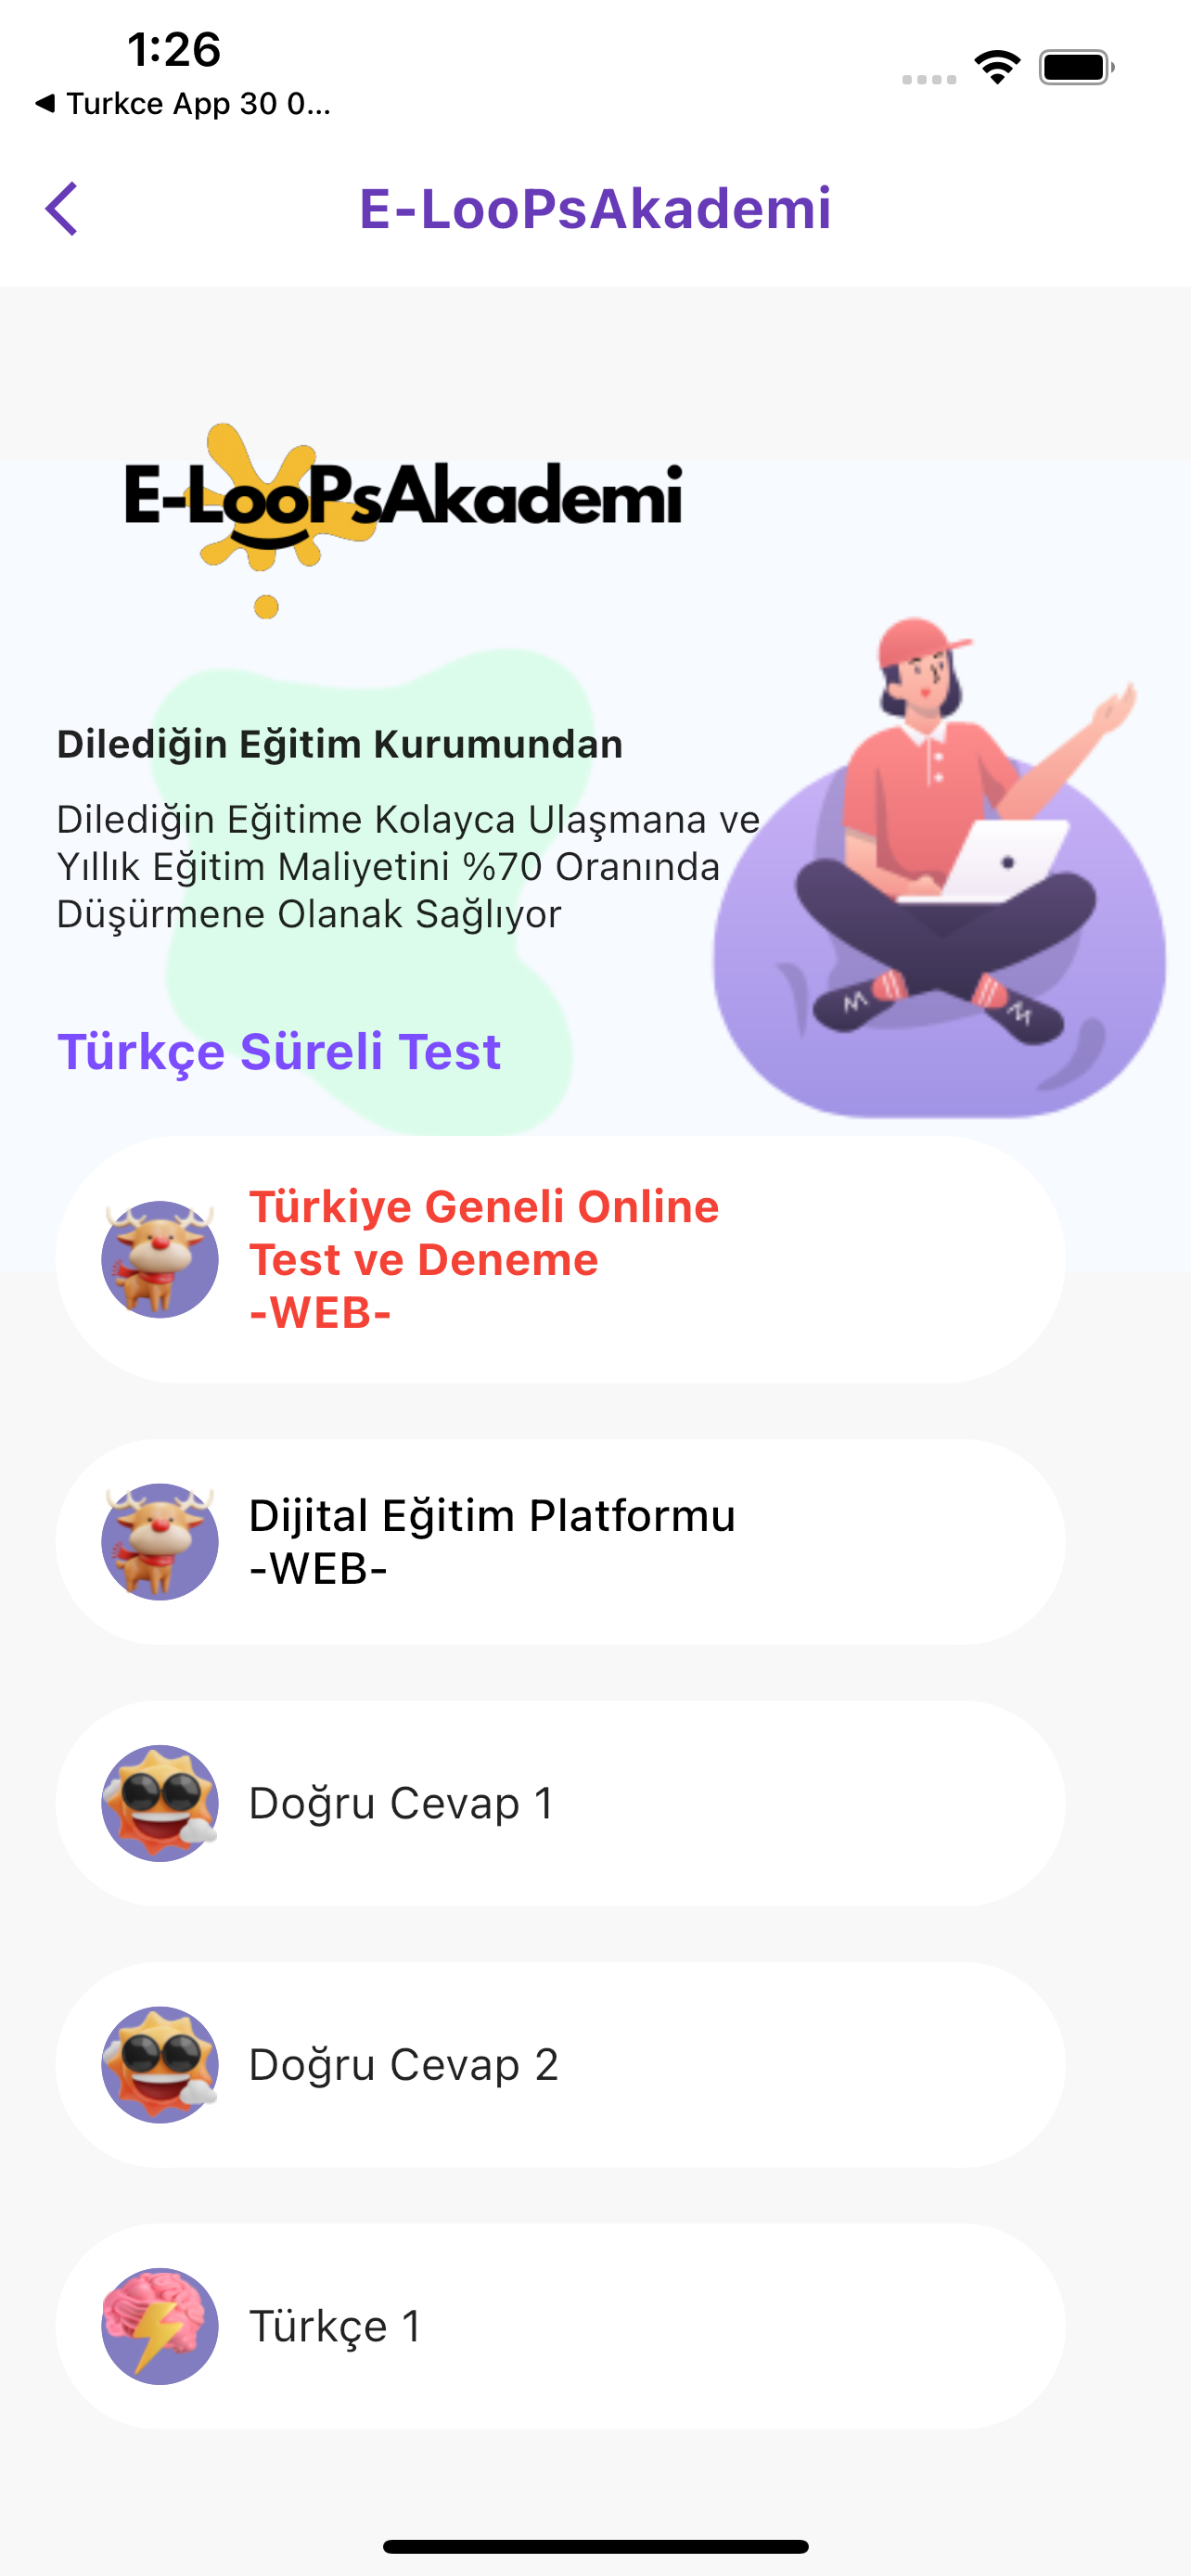 1:26
◀ Turkce App 30 0...
E-LooPsAkademi
E-LooPsAkademi
Dilediğin Eğitim Kurumundan
Dilediğin Eğitime Kolayca Ulaşmana ve
Yıllık Eğitim Maliyetini %70 Oranında
Düşürmene Olanak Sağlıyor
Türkçe Süreli Test
Türkiye Geneli Online
Test ve Deneme
-WEB-
Dijital Eğitim Platformu
-WEB-
Doğru Cevap 1
Doğru Cevap 2
Türkçe 1